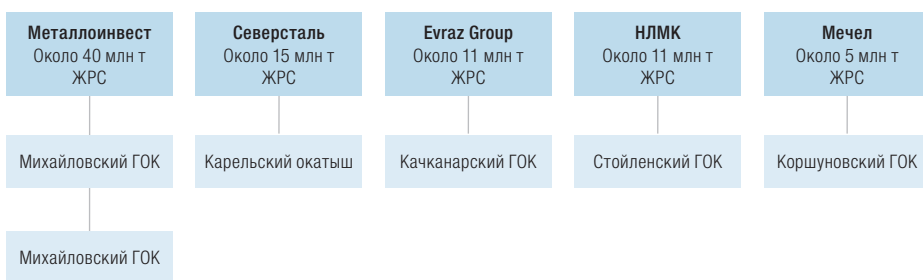 Металлоинвест
Около 40 млн т
ЖРС
Северсталь
Около 15 млн т
ЖРС
Evraz Group
Около 11 млн т
ЖРС
НЛМК
Около 11 млн т
ЖРС
Мечел
Около 5 млн т
ЖРС
Михайловский ГОК
Карельский окатыш
Качканарский ГОК
Стойленский ГОК
Коршуновский ГОК
Михайловский ГОК